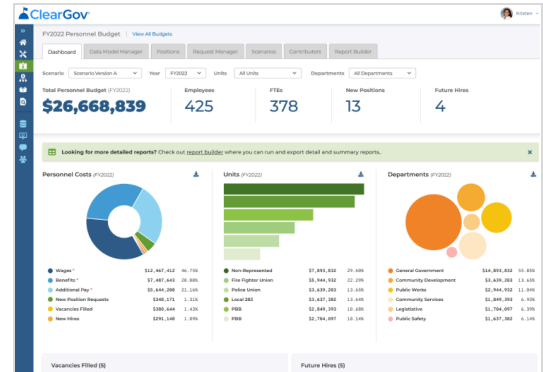 ClearGov
Kristen
FY2022 Personnel Budget | View All Budgets
Dashboard Data Model Manager Positions Request Manager Scenarios Contributors Report Builder
Scenario Scenario Version A Year FY2022 Units All Units Departments All Departments
Total Personnel Budget (FY2022) Employees FTEs New Positions Future Hires
$26,668,839 425 378 13 4
Looking for more detailed reports? Check out report builder where you can run and export detail and summary reports.
Personnel Costs (FY2022) Units (FY2022) Departments (FY2022)
Wages * $12,467,412 46.75%
Benefits * $7,487,643 28.08%
Additional Pay * $5,644,200 21.16%
New Position Requests $348,171 1.31%
Vacancies Filled $380,644 1.43%
New Hires $291,140 1.09%
Non-Represented $7,893,832 29.60%
Fire Fighter Union $5,944,932 22.29%
Police Union $3,639,283 13.65%
Local 282 $3,637,382 13.64%
PBB $2,849,393 10.68%
PBB $2,704,097 10.14%
General Government $14,893,832 55.85%
Community Development $3,639,283 13.65%
Public Works $2,944,932 11.04%
Community Services $1,849,393 6.93%
Legislative $1,704,097 6.39%
Public Safety $1,637,382 6.14%
Vacancies Filled (5) Future Hires (5)